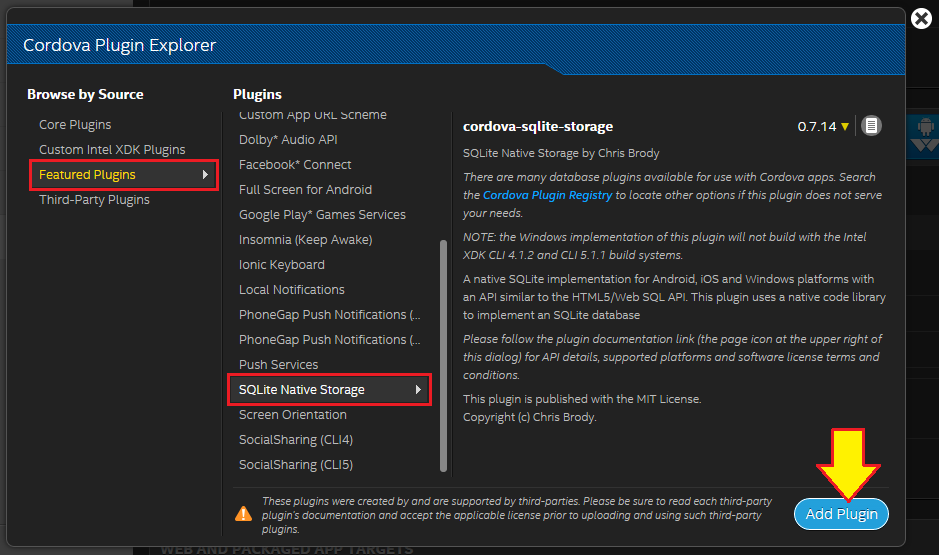 Cordova Plugin Explorer
Browse by Source
Core Plugins
Custom Intel XDK Plugins
Featured Plugins
Third-Party Plugins
Plugins
Custom App URL Scheme
Dolby* Audio API
Facebook* Connect
Full Screen for Android
Google Play* Games Services
Insomnia (Keep Awake)
Ionic Keyboard
Local Notifications
PhoneGap Push Notifications (...
PhoneGap Push Notifications (...
Push Services
SQLite Native Storage
Screen Orientation
SocialSharing (CLI4)
SocialSharing (CLI5)
cordova-sqlite-storage
0.7.14
SQLite Native Storage by Chris Brody
There are many database plugins available for use with Cordova apps. Search
the Cordova Plugin Registry to locate other options if this plugin does not serve
your needs.
NOTE: the Windows implementation of this plugin will not build with the Intel
XDK CLI 4.1.2 and CLI 5.1.1 build systems.
A native SQLite implementation for Android, iOS and Windows platforms with
an API similar to the HTML5/Web SQL API. This plugin uses a native code library
to implement an SQLite database
Please follow the plugin documentation link (the page icon at the upper right of
this dialog) for API details, supported platforms and software license terms and
conditions.
This plugin is published with the MIT License.
Copyright (c) Chris Brody.
These plugins were created by and are supported by third-parties. Please be sure to read each third-party
plugin's documentation and accept the applicable license prior to uploading and using such third-party
plugins.
Add Plugin
WEB AND PACKAGED APP TARGETS